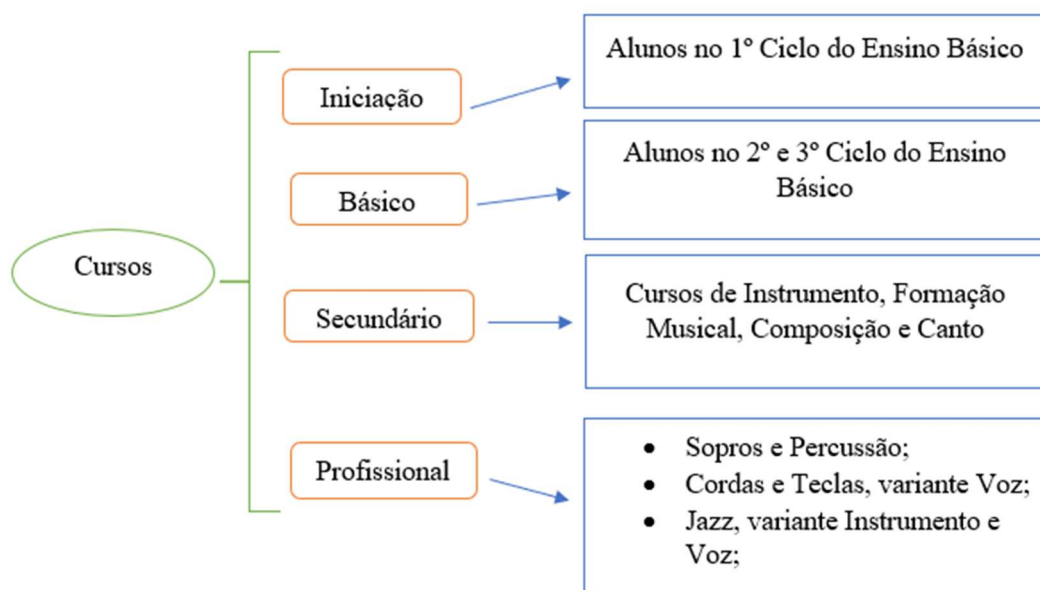 Cursos
Iniciação
Alunos no 1º Ciclo do Ensino Básico
Básico
Alunos no 2º e 3º Ciclo do Ensino
Básico
Secundário
Cursos de Instrumento, Formação
Musical, Composição e Canto
Profissional
• Sopros e Percussão;
• Cordas e Teclas, variante Voz;
• Jazz, variante Instrumento e
Voz;